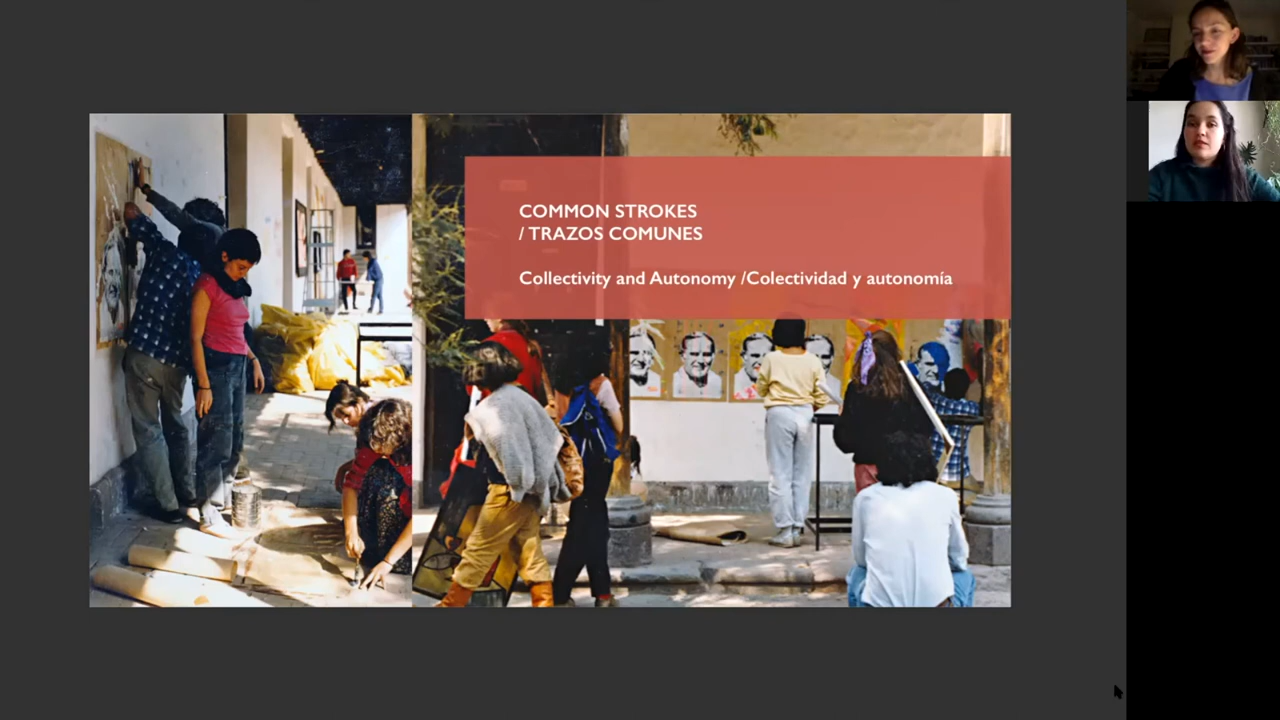 COMMON STROKES
/ TRAZOS COMUNES
Collectivity and Autonomy /Colectividad y autonomía